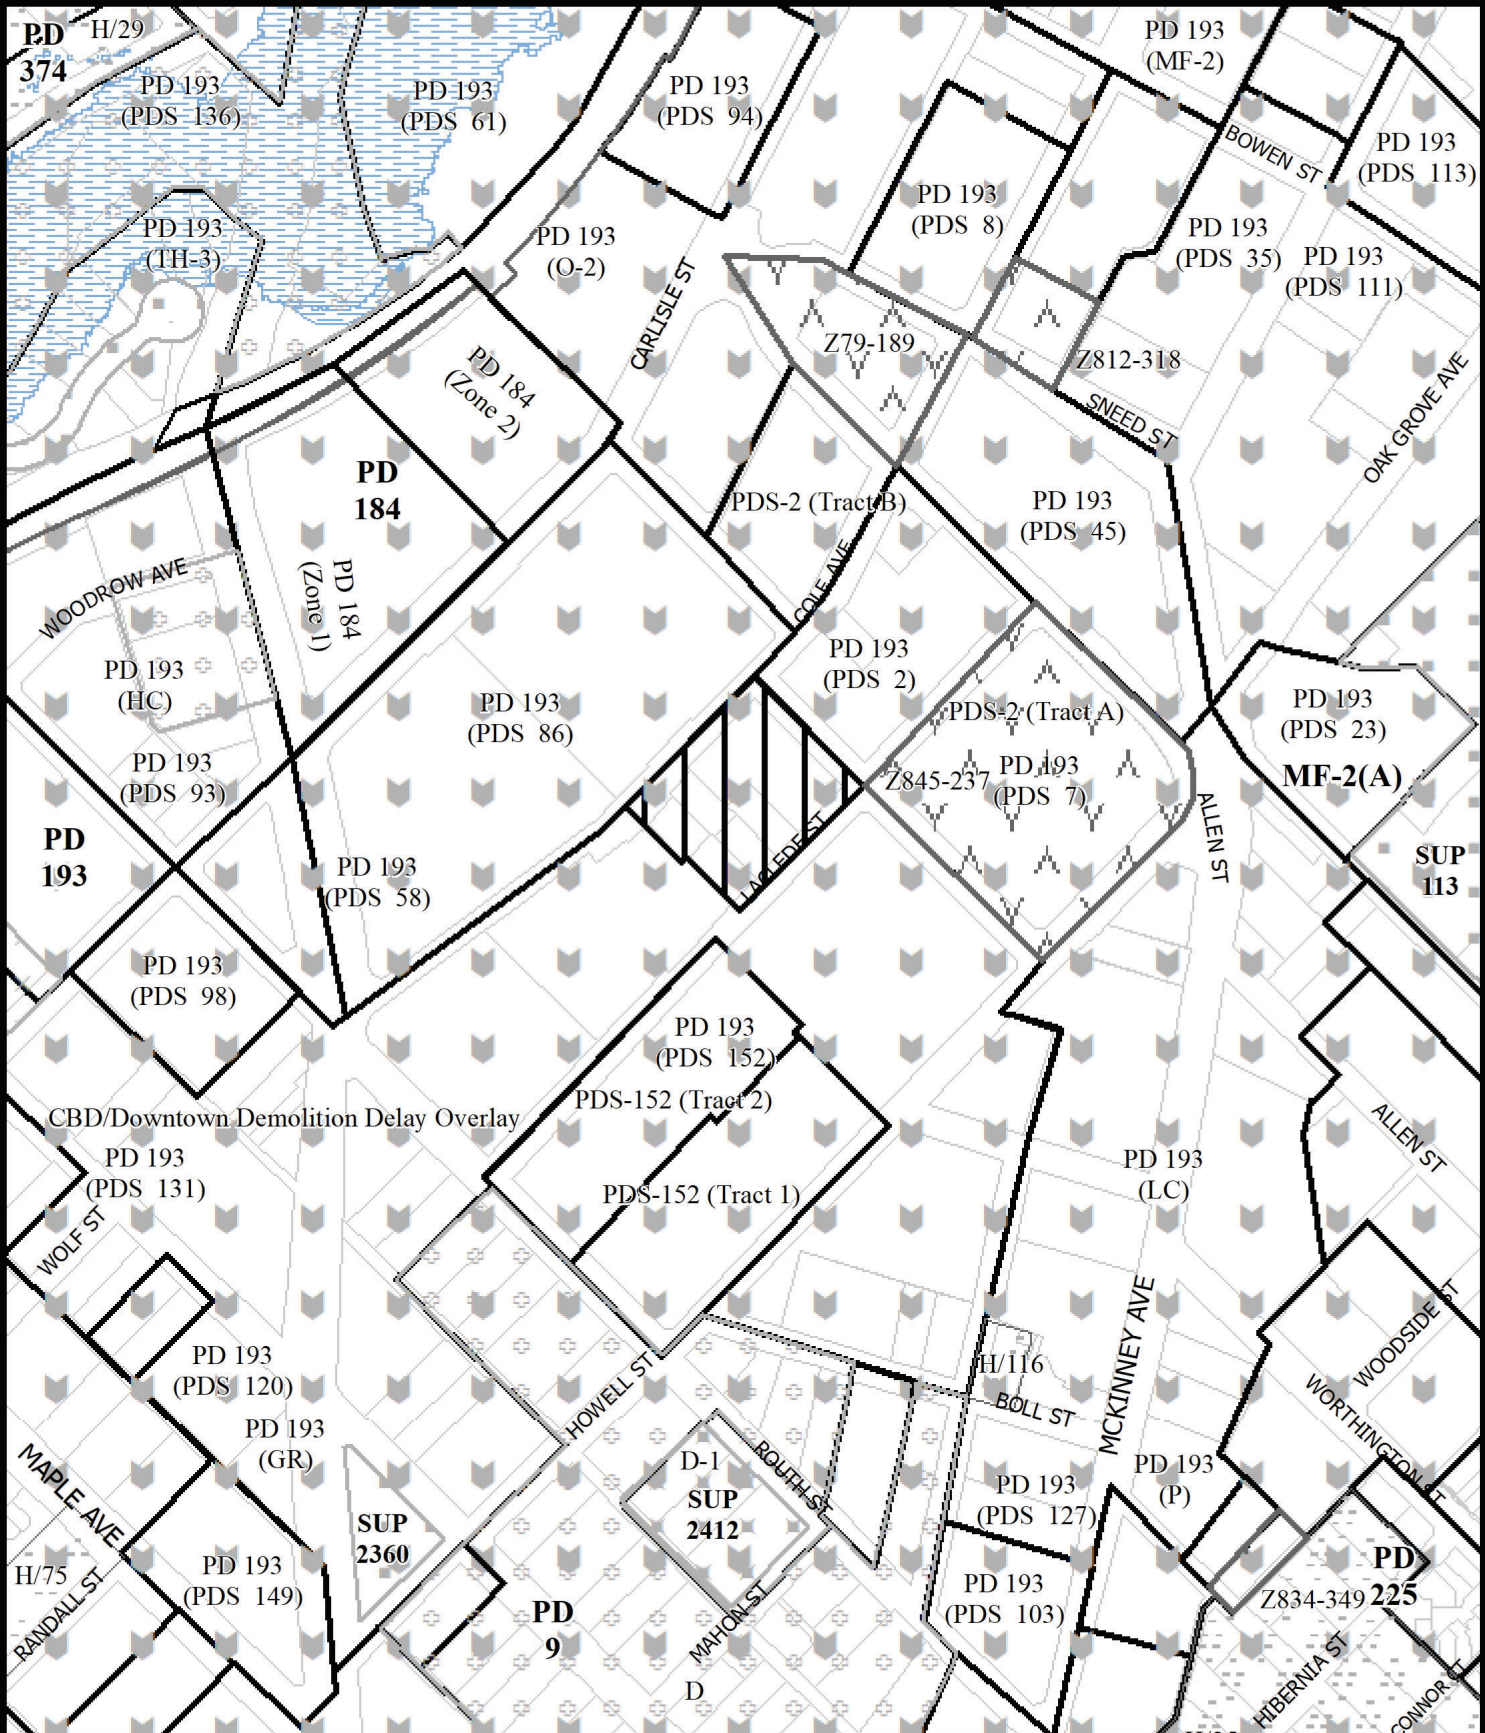 PD
374
H/29
PD 193
(PDS 136)
PD 193
(PDS 61)
PD 193
(PDS 94)
PD 193
(MF-2)
BOWEN ST
PD 193
(PDS 113)
PD 193
(TH-3)
PD 193
(O-2)
PD 193
(PDS 8)
PD 193
(PDS 35)
PD 193
(PDS 111)
CARLISLE ST
Z79-189
Z812-318
SNEED ST
OAK GROVE AVE
PD 184
(Zone 2)
PD
184
PDS-2 (Tract B)
PD 193
(PDS 45)
WOODROW AVE
PD 184
(Zone 1)
COLE AVE
PD 193
(HC)
PD 193
(PDS 86)
PD 193
(PDS 2)
PDS-2 (Tract A)
PD 193
(PDS 23)
MF-2(A)
PD 193
(PDS 93)
Z845-237
PD 193
(PDS 7)
PD
193
PD 193
(PDS 58)
LACLEDE ST
ALLEN ST
SUP
113
PD 193
(PDS 98)
PD 193
(PDS 152)
PDS-152 (Tract 2)
CBD/Downtown Demolition Delay Overlay
PD 193
(PDS 131)
PDS-152 (Tract 1)
PD 193
(LC)
ALLEN ST
WOLF ST
PD 193
(PDS 120)
HOWELL ST
H/116
BOLL ST
MCKINNEY AVE
WOODSIDE ST
WORTHINGTON ST
PD 193
(GR)
MAPLE AVE
D-1
SUP
2412
ROUTH ST
PD 193
(PDS 127)
PD 193
(P)
SUP
2360
H/75
RANDALL ST
PD 193
(PDS 149)
PD
9
MAHON ST
D
PD 193
(PDS 103)
Z834-349
PD
225
HIBERNIA ST
CONNOR CT